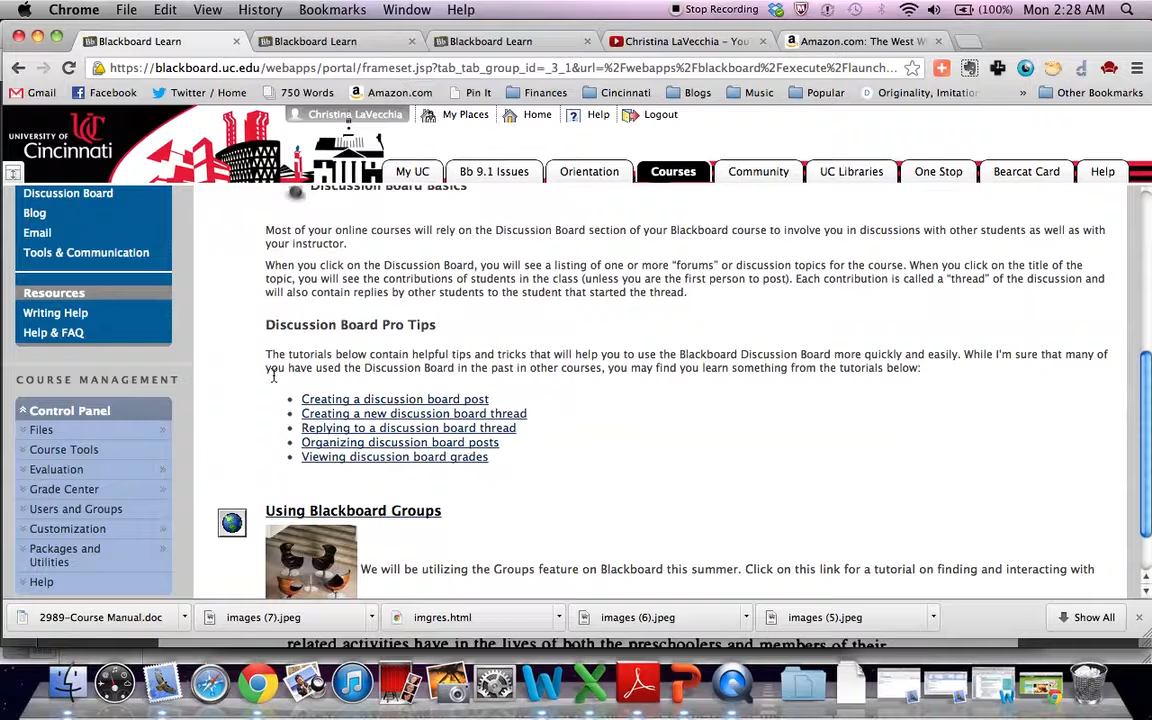 Chrome File Edit View History Bookmarks Window Help Stop Recording (100%) Mon 2:28 AM
Blackboard Learn × Blackboard Learn × Blackboard Learn × Christina LaVecchia – You × Amazon.com: The West W ×
https://blackboard.uc.edu/webapps/portal/frameset.jsp?tab_tab_group_id=_3_1&url=%2Fwebapps%2Fblackboard%2Fexecute%2Flaunch...
Gmail Facebook Twitter / Home 750 Words Amazon.com Pin It Finances Cincinnati Blogs Music Popular Originality, Imitatio » Other Bookmarks
Christina LaVecchia My Places Home Help Logout
UNIVERSITY OF
Cincinnati
My UC Bb 9.1 Issues Orientation Courses Community UC Libraries One Stop Bearcat Card Help
Discussion Board
Blog
Email
Tools & Communication
Resources
Writing Help
Help & FAQ
COURSE MANAGEMENT
Control Panel
Files
Course Tools
Evaluation
Grade Center
Users and Groups
Customization
Packages and
Utilities
Help
Discussion Board Basics
Most of your online courses will rely on the Discussion Board section of your Blackboard course to involve you in discussions with other students as well as with
your instructor.
When you click on the Discussion Board, you will see a listing of one or more “forums” or discussion topics for the course. When you click on the title of the
topic, you will see the contributions of students in the class (unless you are the first person to post). Each contribution is called a “thread” of the discussion and
will also contain replies by other students to the student that started the thread.
Discussion Board Pro Tips
The tutorials below contain helpful tips and tricks that will help you to use the Blackboard Discussion Board more quickly and easily. While I'm sure that many of
you have used the Discussion Board in the past in other courses, you may find you learn something from the tutorials below:
• Creating a discussion board post
• Creating a new discussion board thread
• Replying to a discussion board thread
• Organizing discussion board posts
• Viewing discussion board grades
Using Blackboard Groups
We will be utilizing the Groups feature on Blackboard this summer. Click on this link for a tutorial on finding and interacting with
2989-Course Manual.doc images (7).jpeg imgres.html images (6).jpeg images (5).jpeg Show All ×
related activities have in the lives of both the preschoolers and members of their